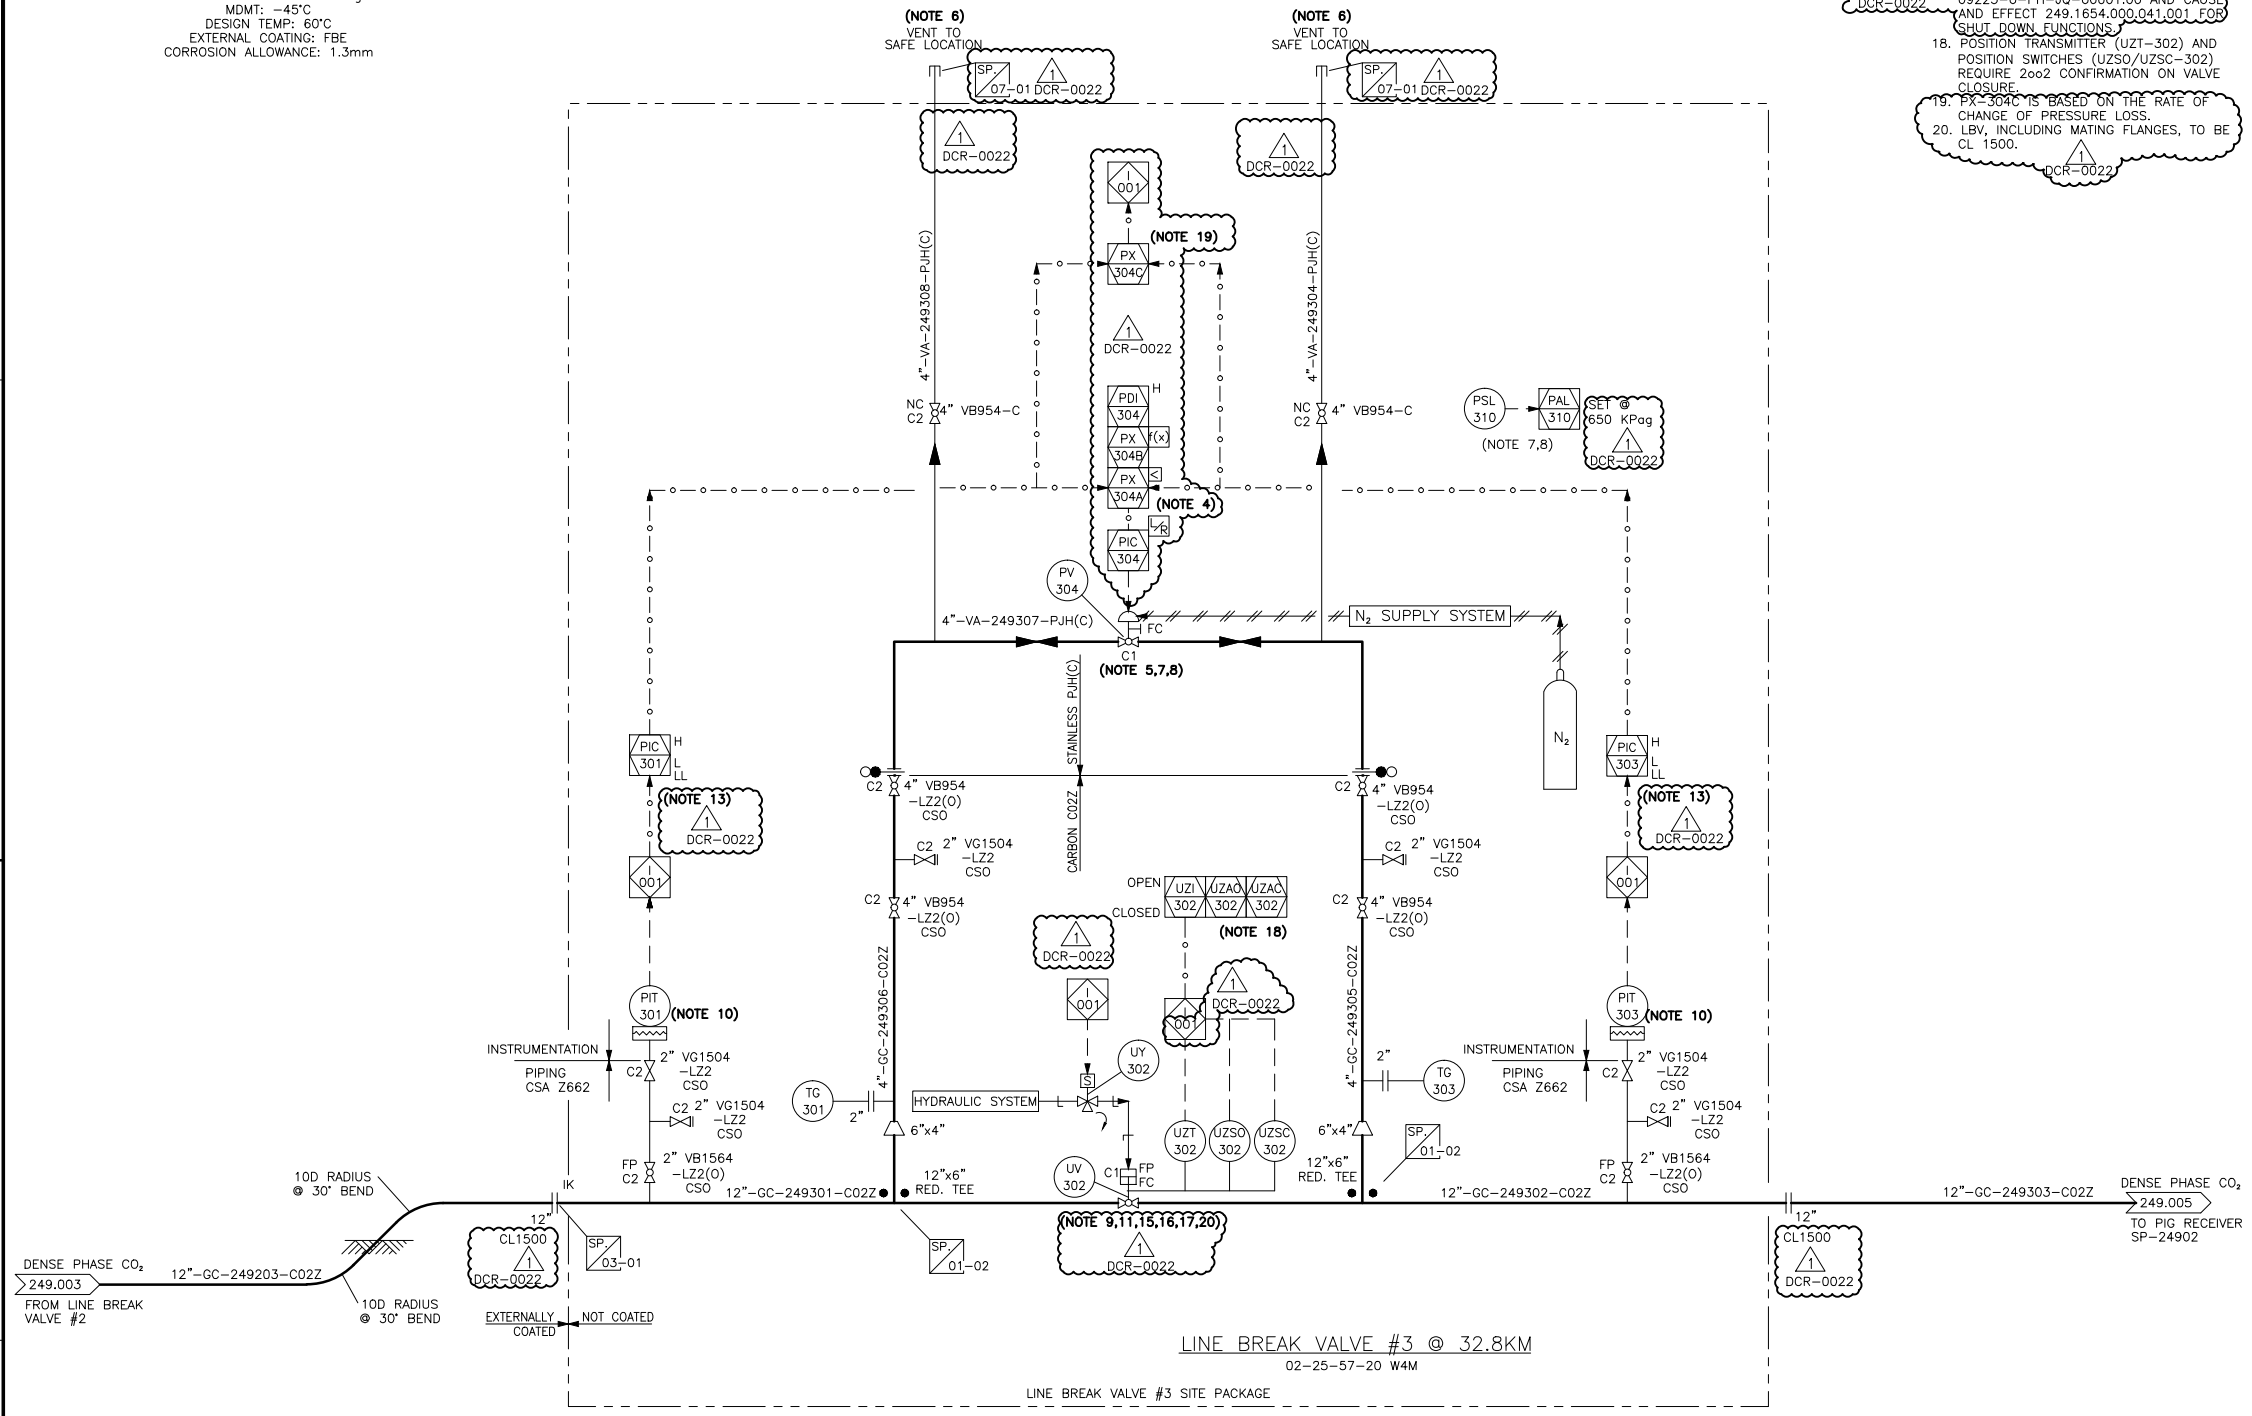 MDMT: -45°C
DESIGN TEMP: 60°C
EXTERNAL COATING: FBE
CORROSION ALLOWANCE: 1.3mm
(NOTE 6)
VENT TO
SAFE LOCATION
SP.
07-01
1
DCR-0022
(NOTE 6)
VENT TO
SAFE LOCATION
SP.
07-01
1
DCR-0022
DCR-0022
AND EFFECT 249.1654.000.041.001 FOR
SHUT DOWN FUNCTIONS.
18. POSITION TRANSMITTER (UZT-302) AND
POSITION SWITCHES (UZSO/UZSC-302)
REQUIRE 2oo2 CONFIRMATION ON VALVE
CLOSURE.
19. PX-304C IS BASED ON THE RATE OF
CHANGE OF PRESSURE LOSS.
20. LBV, INCLUDING MATING FLANGES, TO BE
CL 1500.
1
DCR-0022
1
DCR-0022
1
DCR-0022
I
001
(NOTE 19)
PX
304C
1
DCR-0022
4"-VA-249308-PJH(C)
4"-VA-249304-PJH(C)
NC
C2
4" VB954-C
NC
C2
4" VB954-C
PDI
304
H
PX
304B
f(x)
PX
304A
<
(NOTE 4)
PIC
304
L/R
PSL
310
PAL
310
(NOTE 7,8)
SET @
650 KPag
1
DCR-0022
PV
304
4"-VA-249307-PJH(C)
FC
C1
(NOTE 5,7,8)
N₂ SUPPLY SYSTEM
N₂
STAINLESS PJH(C)
CARBON C02Z
PIC
301
H
L
LL
(NOTE 13)
1
DCR-0022
001
PIT
301
(NOTE 10)
INSTRUMENTATION
PIPING
CSA Z662
C2
2" VG1504
-LZ2
CSO
C2
2" VG1504
-LZ2
CSO
FP
C2
2" VB1564
-LZ2(O)
CSO
C2
4" VB954
-LZ2(O)
CSO
C2
2" VG1504
-LZ2
CSO
C2
4" VB954
-LZ2(O)
CSO
4"-GC-249306-C02Z
TG
301
2"
6"x4"
12"x6"
RED. TEE
C2
4" VB954
-LZ2(O)
CSO
C2
2" VG1504
-LZ2
CSO
C2
4" VB954
-LZ2(O)
CSO
4"-GC-249305-C02Z
2"
TG
303
6"x4"
12"x6"
RED. TEE
SP.
01-02
OPEN
CLOSED
UZI
302
UZAO
302
UZAC
302
(NOTE 18)
1
DCR-0022
I
001
1
DCR-0022
001
UY
302
S
HYDRAULIC SYSTEM
L
L
UZT
302
UZSO
302
UZSC
302
UV
302
C1
FP
FC
(NOTE 9,11,15,16,17,20)
1
DCR-0022
PIC
303
H
L
LL
(NOTE 13)
1
DCR-0022
001
PIT
303
(NOTE 10)
INSTRUMENTATION
PIPING
CSA Z662
C2
2" VG1504
-LZ2
CSO
C2
2" VG1504
-LZ2
CSO
FP
C2
2" VB1564
-LZ2(O)
CSO
10D RADIUS
@ 30° BEND
IK
12"
12"-GC-249301-C02Z
12"-GC-249302-C02Z
12"-GC-249303-C02Z
DENSE PHASE CO₂
249.005
TO PIG RECEIVER
SP-24902
CL1500
1
DCR-0022
SP.
03-01
SP.
01-02
12"
CL1500
1
DCR-0022
DENSE PHASE CO₂
249.003
FROM LINE BREAK
VALVE #2
12"-GC-249203-C02Z
10D RADIUS
@ 30° BEND
EXTERNALLY
COATED
NOT COATED
LINE BREAK VALVE #3 @ 32.8KM
02-25-57-20 W4M
LINE BREAK VALVE #3 SITE PACKAGE